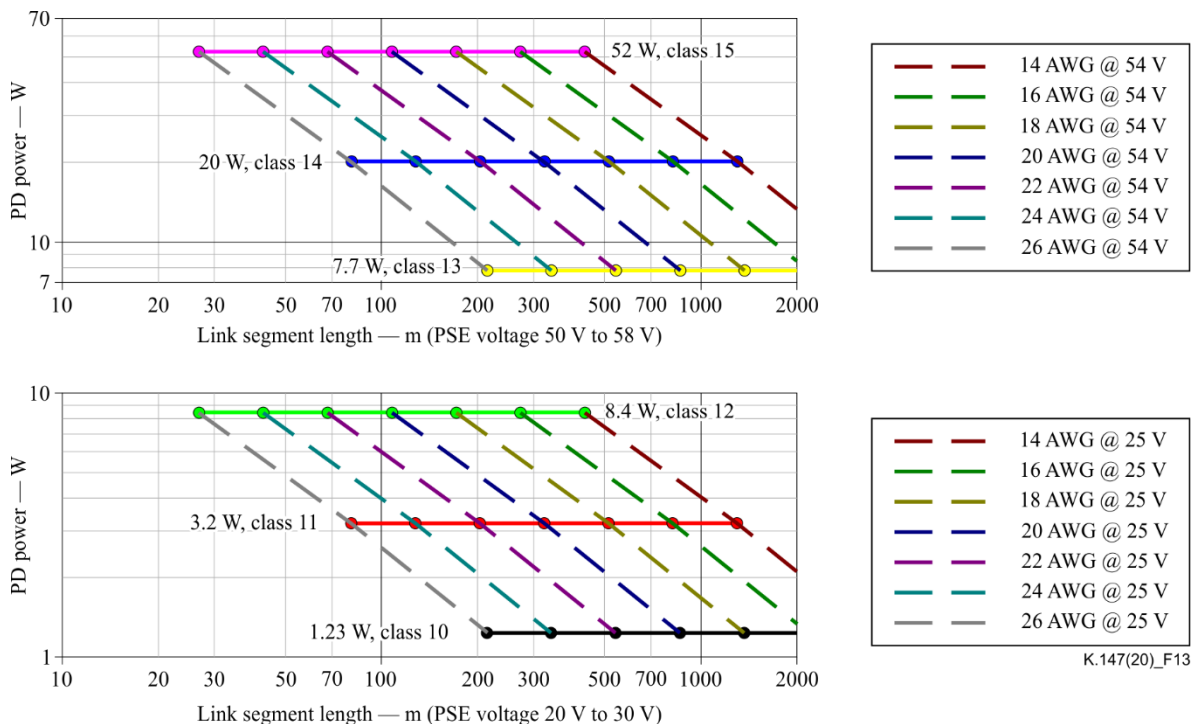 70
52 W, class 15
PD power — W
20 W, class 14
10
7.7 W, class 13
7
10 20 30 50 70 100 200 300 500 700 1000 2000
Link segment length — m (PSE voltage 50 V to 58 V)
14 AWG @ 54 V
16 AWG @ 54 V
18 AWG @ 54 V
20 AWG @ 54 V
22 AWG @ 54 V
24 AWG @ 54 V
26 AWG @ 54 V
10
8.4 W, class 12
PD power — W
3.2 W, class 11
1.23 W, class 10
1
10 20 30 50 70 100 200 300 500 700 1000 2000
Link segment length — m (PSE voltage 20 V to 30 V)
14 AWG @ 25 V
16 AWG @ 25 V
18 AWG @ 25 V
20 AWG @ 25 V
22 AWG @ 25 V
24 AWG @ 25 V
26 AWG @ 25 V
K.147(20)_F13